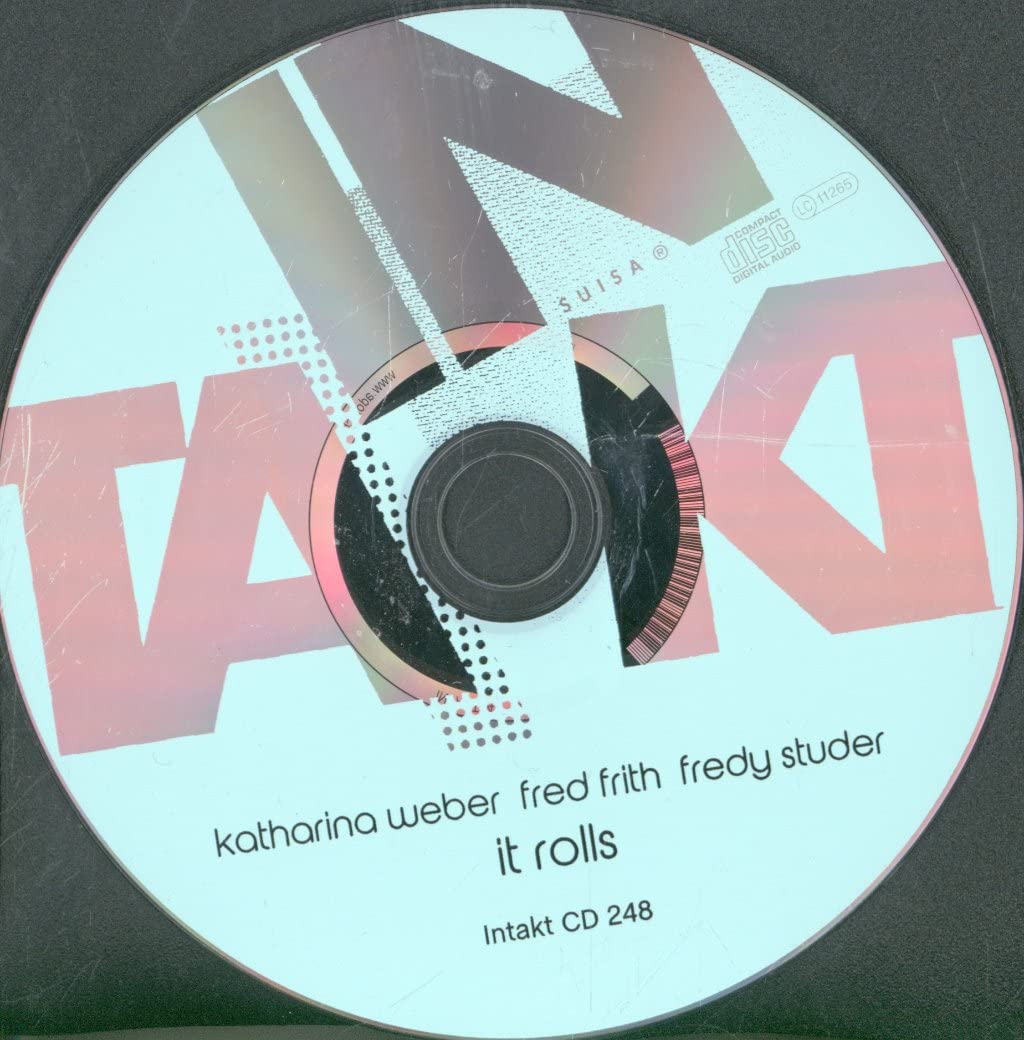 IN
TAKT
SUISA ®
COMPACT
disc
DIGITAL AUDIO
LC 11265
katharina weber fred frith fredy studer
it rolls
Intakt CD 248